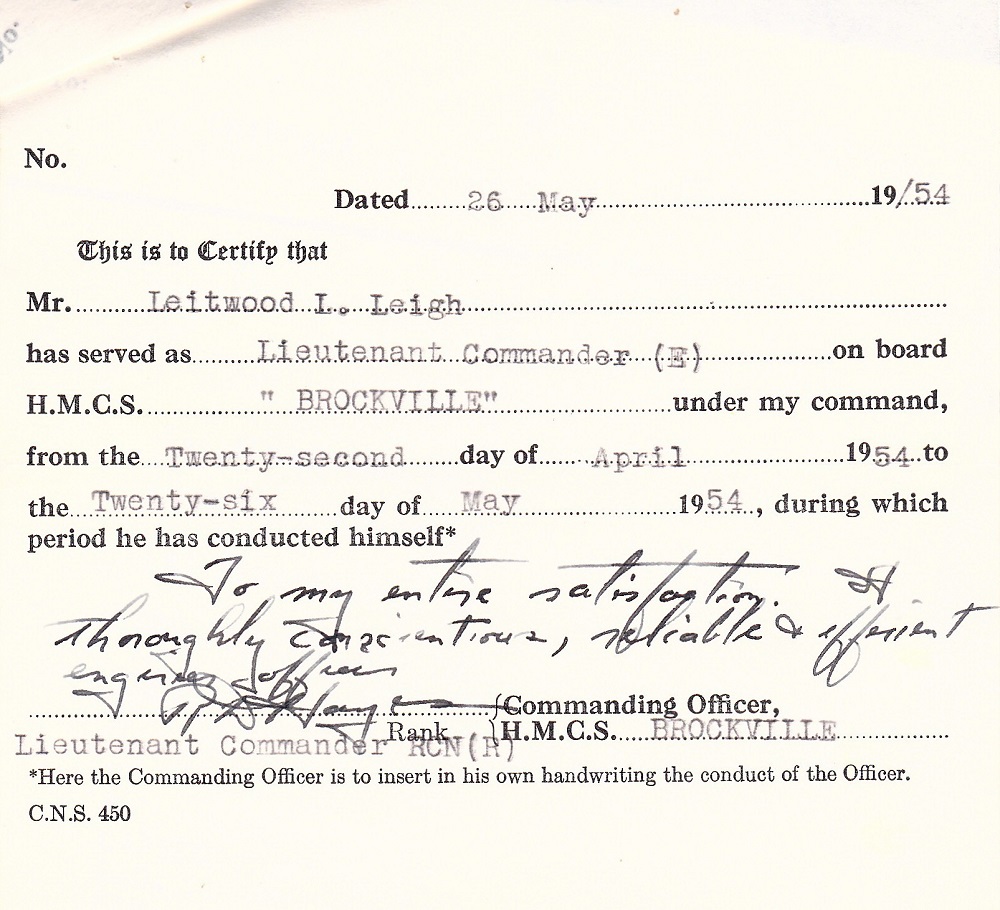 No.
Dated 26 May 19/54
This is to Certify that
Mr. Leitwood L. Leigh
has served as Lieutenant Commander (E) on board
H.M.C.S. " BROCKVILLE" under my command,
from the Twenty-second day of April 1954 to
the Twenty-six day of May 1954, during which
period he has conducted himself*
To my entire satisfaction. A
thoroughly conscientious, reliable & efficient
engineer officer
Commanding Officer,
Rank H.M.C.S. BROCKVILLE
Lieutenant Commander RCN(R)
*Here the Commanding Officer is to insert in his own handwriting the conduct of the Officer.
C.N.S. 450